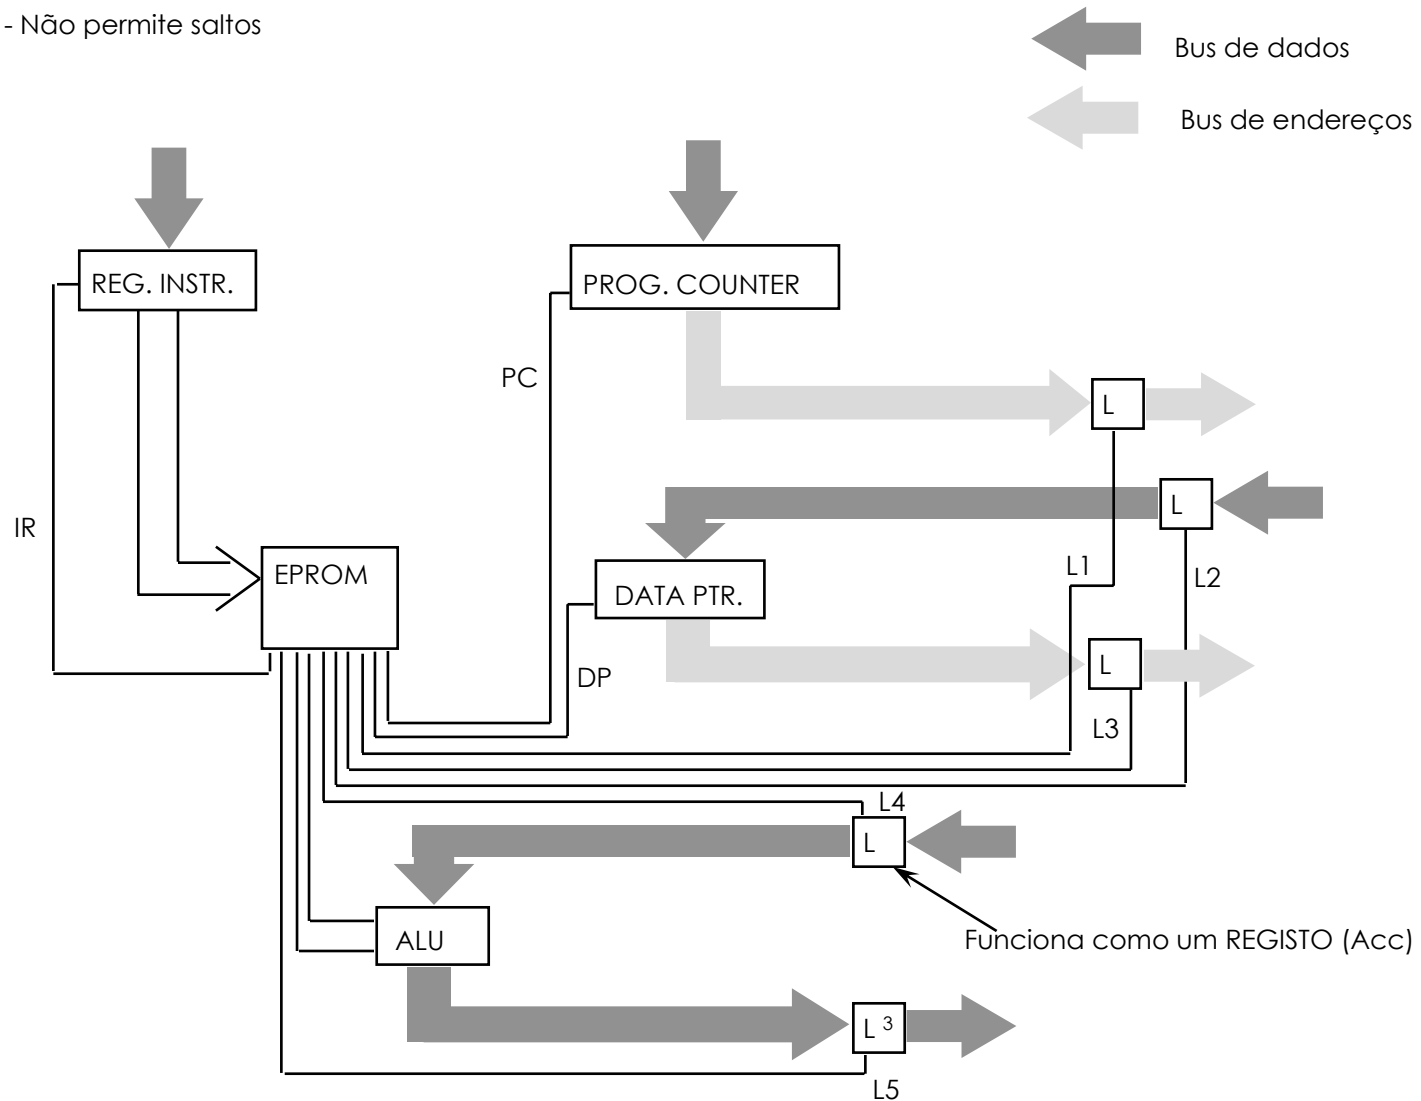 - Não permite saltos
Bus de dados
Bus de endereços
REG. INSTR.
PROG. COUNTER
PC
L
L
IR
EPROM
L1
L2
DATA PTR.
L
DP
L3
L4
L
ALU
Funciona como um REGISTO (Acc)
L 3
L5